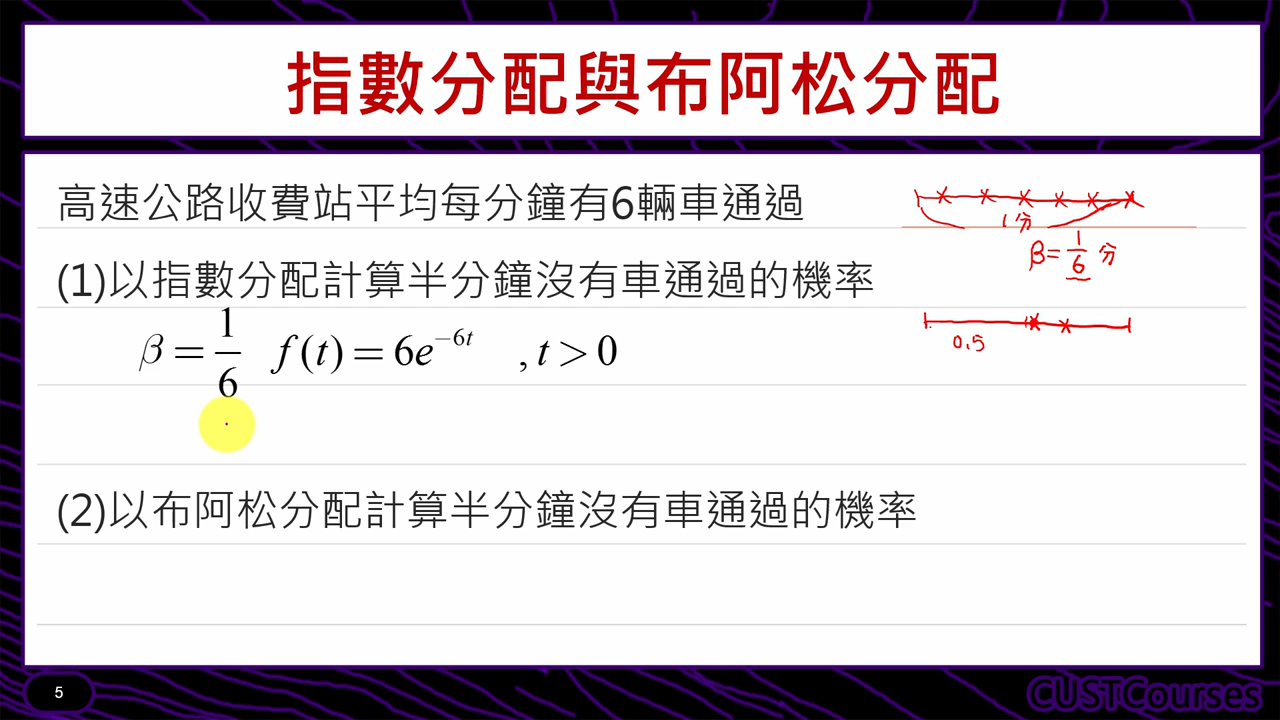 指數分配與布阿松分配
高速公路收費站平均每分鐘有6輛車通過
1分
β=1/6 分
(1)以指數分配計算半分鐘沒有車通過的機率
β = 1/6 f(t) = 6e^{-6t} , t > 0
0.5
(2)以布阿松分配計算半分鐘沒有車通過的機率
5
CUSTCourses